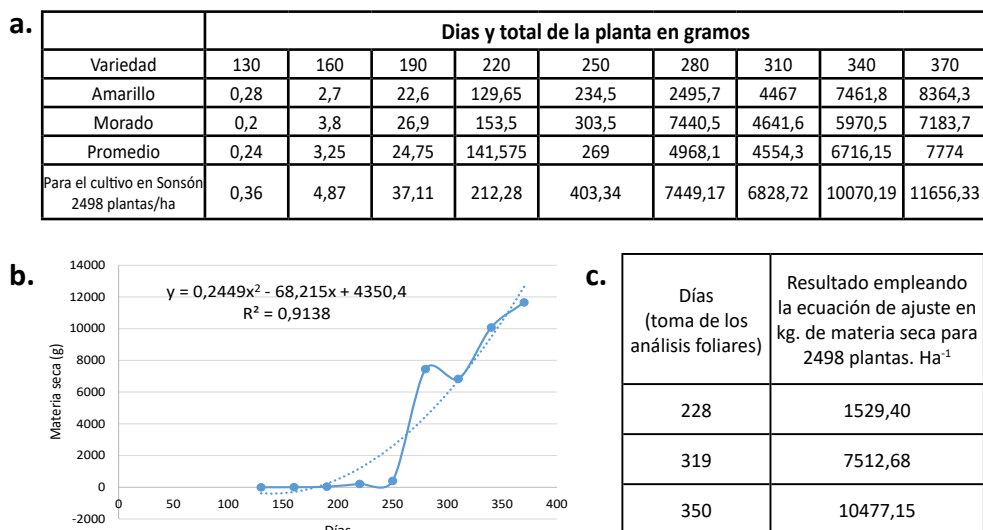 a.
Dias y total de la planta en gramos
Variedad 130 160 190 220 250 280 310 340 370
Amarillo 0,28 2,7 22,6 129,65 234,5 2495,7 4467 7461,8 8364,3
Morado 0,2 3,8 26,9 153,5 303,5 7440,5 4641,6 5970,5 7183,7
Promedio 0,24 3,25 24,75 141,575 269 4968,1 4554,3 6716,15 7774
Para el cultivo en Sonsón
2498 plantas/ha
0,36 4,87 37,11 212,28 403,34 7449,17 6828,72 10070,19 11656,33
b.
14000
12000
10000
8000
6000
4000
2000
0
-2000
Materia seca (g)
y = 0,2449x² - 68,215x + 4350,4
R² = 0,9138
0 50 100 150 200 250 300 350 400
Días
c.
Días
(toma de los
análisis foliares)
Resultado empleando
la ecuación de ajuste en
kg. de materia seca para
2498 plantas. Ha⁻¹
228 1529,40
319 7512,68
350 10477,15